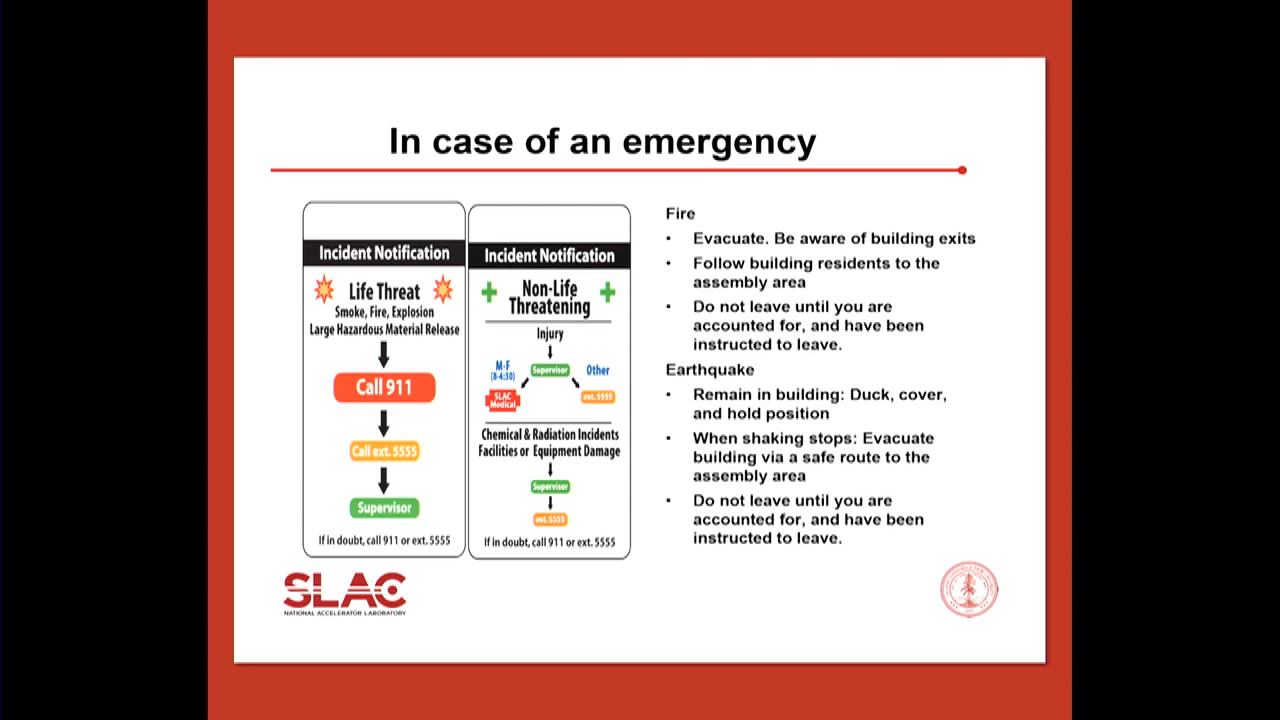 In case of an emergency
Incident Notification
Life Threat
Smoke, Fire, Explosion
Large Hazardous Material Release
Call 911
Call ext. 5555
Supervisor
If in doubt, call 911 or ext. 5555
Incident Notification
Non-Life
Threatening
Injury
M-F
(8-4:30)
Supervisor
Other
SLAC
Medical
ext. 5555
Chemical & Radiation Incidents
Facilities or Equipment Damage
Supervisor
ext. 5555
If in doubt, call 911 or ext. 5555
Fire
• Evacuate. Be aware of building exits
• Follow building residents to the
assembly area
• Do not leave until you are
accounted for, and have been
instructed to leave.
Earthquake
• Remain in building: Duck, cover,
and hold position
• When shaking stops: Evacuate
building via a safe route to the
assembly area
• Do not leave until you are
accounted for, and have been
instructed to leave.
SLAC
NATIONAL ACCELERATOR LABORATORY